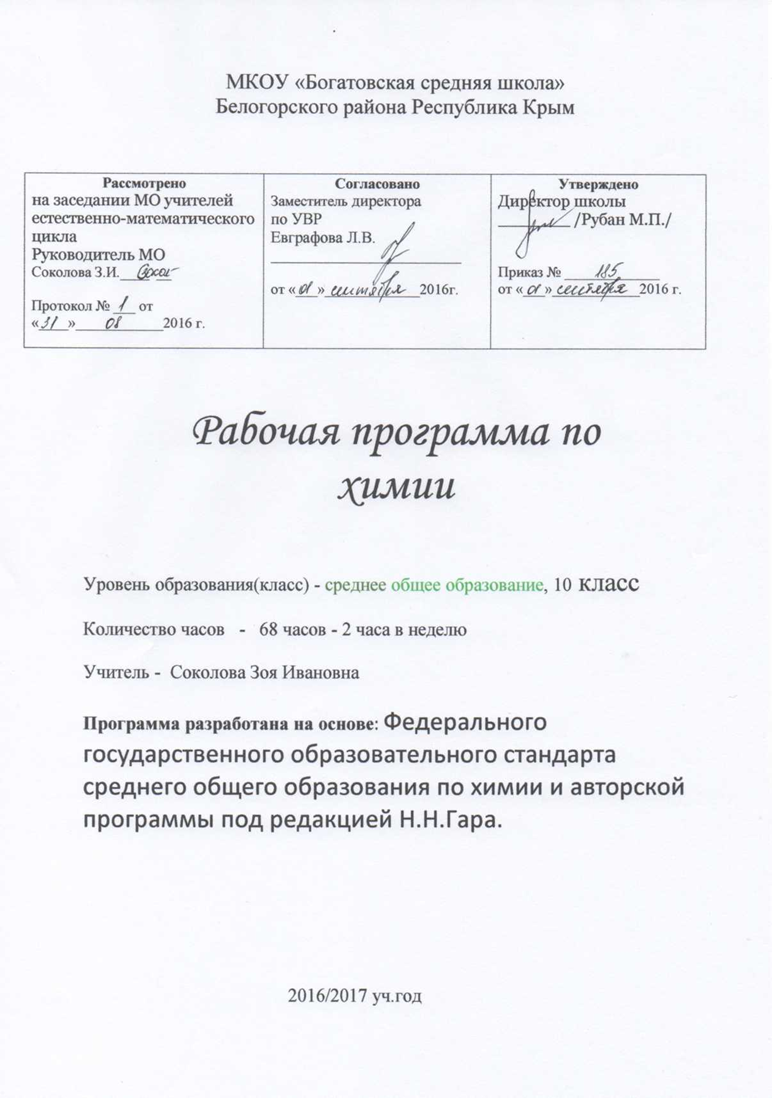 МКОУ «Богатовская средняя школа»
Белогорского района Республика Крым
Рассмотрено
на заседании МО учителей
естественно-математического
цикла
Руководитель МО
Соколова З.И.
Протокол № 1 от
«31» 08 2016 г.
Согласовано
Заместитель директора
по УВР
Евграфова Л.В.
от «01» сентября 2016г.
Утверждено
Директор школы
/Рубан М.П./
Приказ № 185
от «01» сентября 2016 г.
Рабочая программа по
химии
Уровень образования(класс) - среднее общее образование, 10 класс
Количество часов - 68 часов - 2 часа в неделю
Учитель - Соколова Зоя Ивановна
Программа разработана на основе: Федерального
государственного образовательного стандарта
среднего общего образования по химии и авторской
программы под редакцией Н.Н.Гара.
2016/2017 уч.год